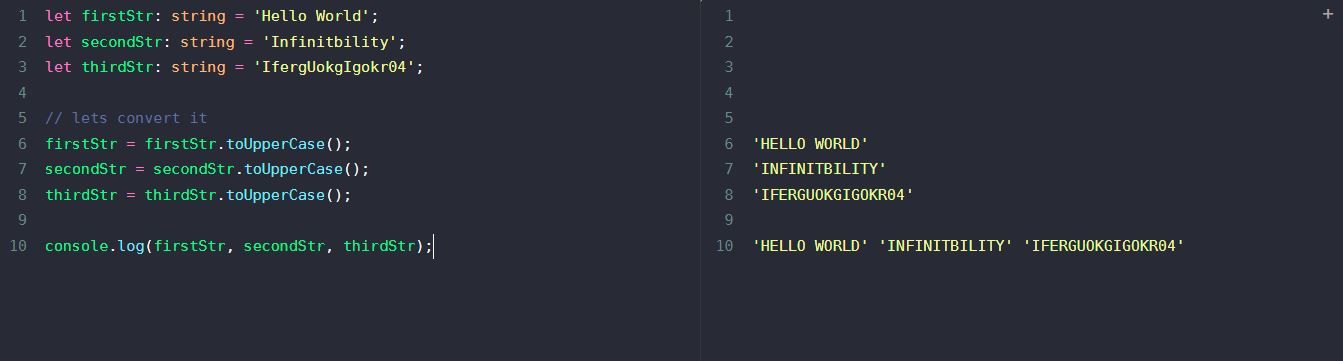 1 let firstStr: string = 'Hello World';
2 let secondStr: string = 'Infinitbility';
3 let thirdStr: string = 'IfergUokgIgokr04';
4
5 // lets convert it
6 firstStr = firstStr.toUpperCase();
7 secondStr = secondStr.toUpperCase();
8 thirdStr = thirdStr.toUpperCase();
9
10 console.log(firstStr, secondStr, thirdStr);
1
2
3
4
5
6 'HELLO WORLD'
7 'INFINITBILITY'
8 'IFERGUOKGIGOKR04'
9
10 'HELLO WORLD' 'INFINITBILITY' 'IFERGUOKGIGOKR04'
+